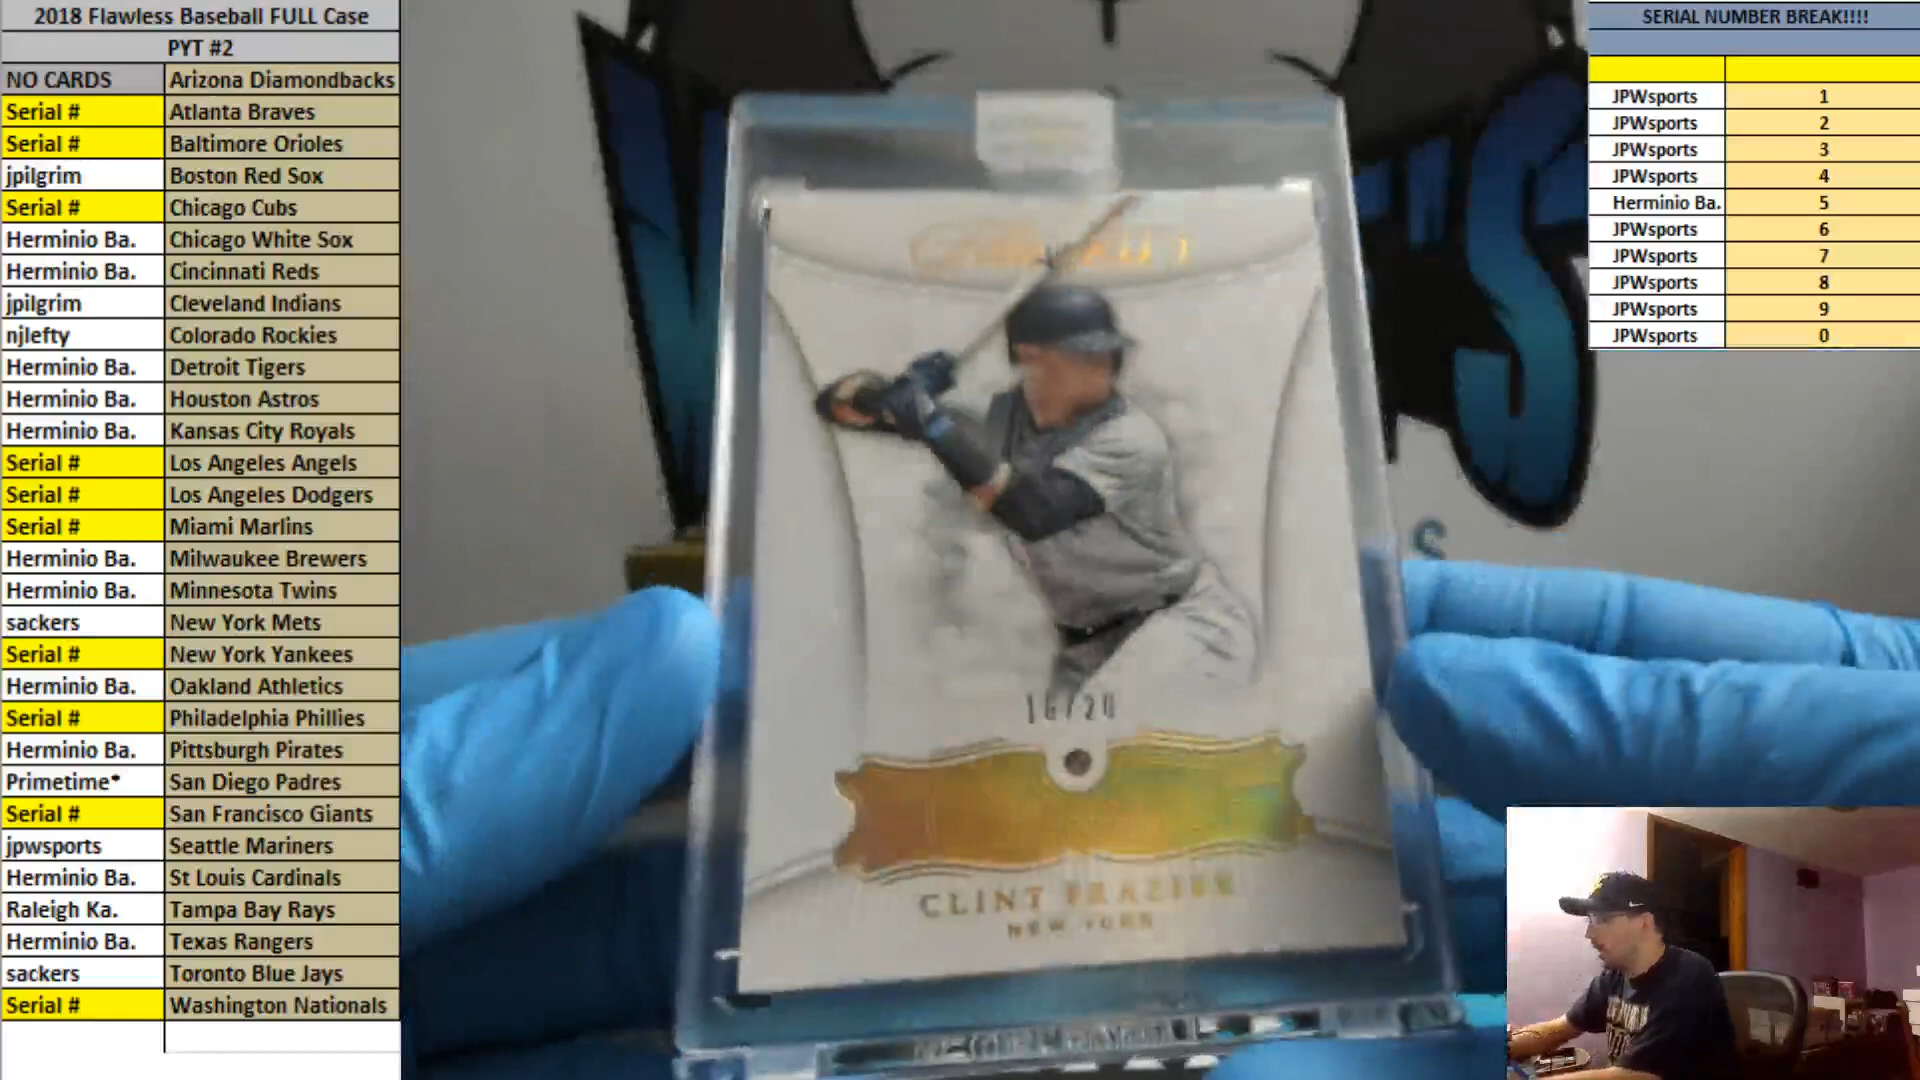 2018 Flawless Baseball FULL Case
PYT #2
NO CARDS Arizona Diamondbacks
Serial # Atlanta Braves
Serial # Baltimore Orioles
jpilgrim Boston Red Sox
Serial # Chicago Cubs
Herminio Ba. Chicago White Sox
Herminio Ba. Cincinnati Reds
jpilgrim Cleveland Indians
njlefty Colorado Rockies
Herminio Ba. Detroit Tigers
Herminio Ba. Houston Astros
Herminio Ba. Kansas City Royals
Serial # Los Angeles Angels
Serial # Los Angeles Dodgers
Serial # Miami Marlins
Herminio Ba. Milwaukee Brewers
Herminio Ba. Minnesota Twins
sackers New York Mets
Serial # New York Yankees
Herminio Ba. Oakland Athletics
Serial # Philadelphia Phillies
Herminio Ba. Pittsburgh Pirates
Primetime* San Diego Padres
Serial # San Francisco Giants
jpwsports Seattle Mariners
Herminio Ba. St Louis Cardinals
Raleigh Ka. Tampa Bay Rays
Herminio Ba. Texas Rangers
sackers Toronto Blue Jays
Serial # Washington Nationals
16/20
CLINT FRAZIER
NEW YORK
SERIAL NUMBER BREAK!!!!
JPWsports 1
JPWsports 2
JPWsports 3
JPWsports 4
Herminio Ba. 5
JPWsports 6
JPWsports 7
JPWsports 8
JPWsports 9
JPWsports 0